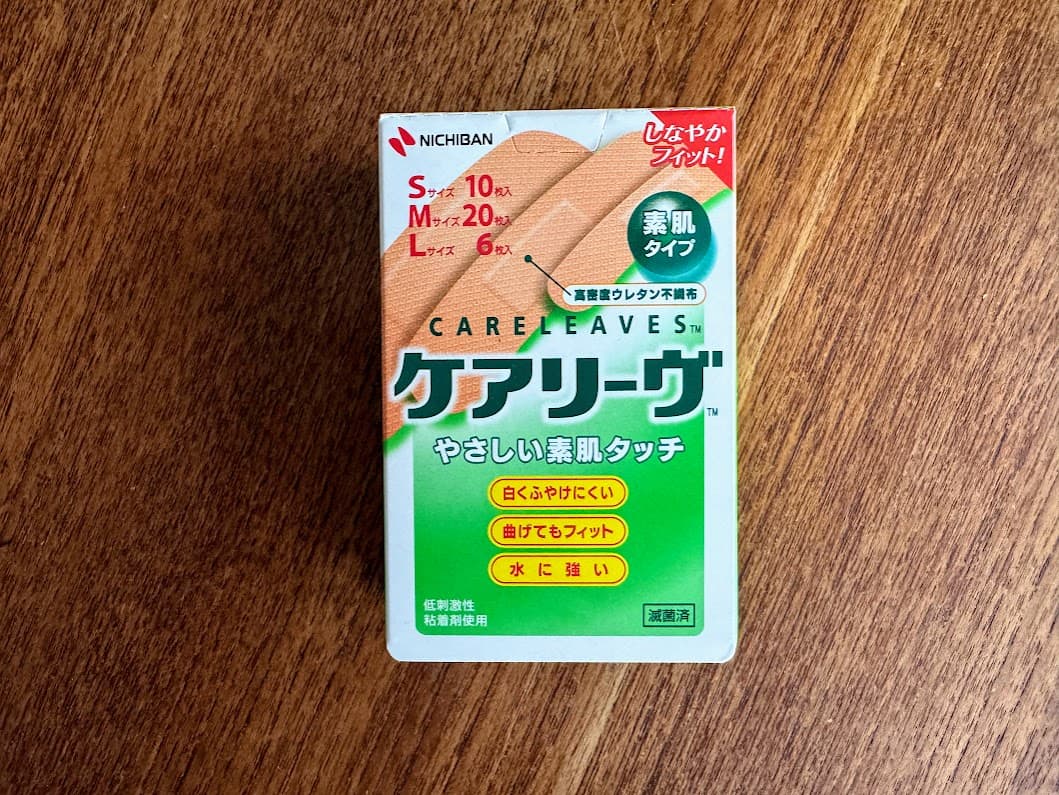 NICHIBAN
しなやか
フィット!
Sサイズ 10枚入
Mサイズ 20枚入
Lサイズ 6枚入
素肌
タイプ
高密度ウレタン不織布
CARELEAVES™
ケアリーヴ™
やさしい素肌タッチ
白くふやけにくい
曲げてもフィット
水に強い
低刺激性
粘着剤使用
滅菌済